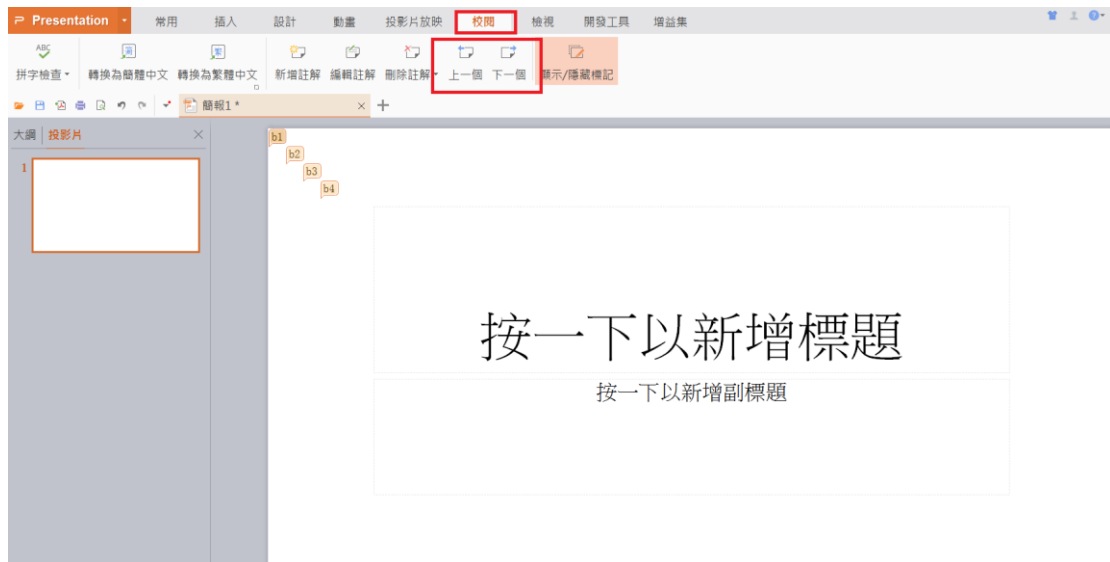 Presentation 常用 插入 設計 動畫 投影片放映 校閱 檢視 開發工具 增益集
ABC 簡 繁
拼字檢查 轉換為簡體中文 轉換為繁體中文 新增註解 編輯註解 刪除註解 上一個 下一個 顯示/隱藏標記
簡報1 *
大綱 投影片
1
b1
b2
b3
b4
按一下以新增標題
按一下以新增副標題